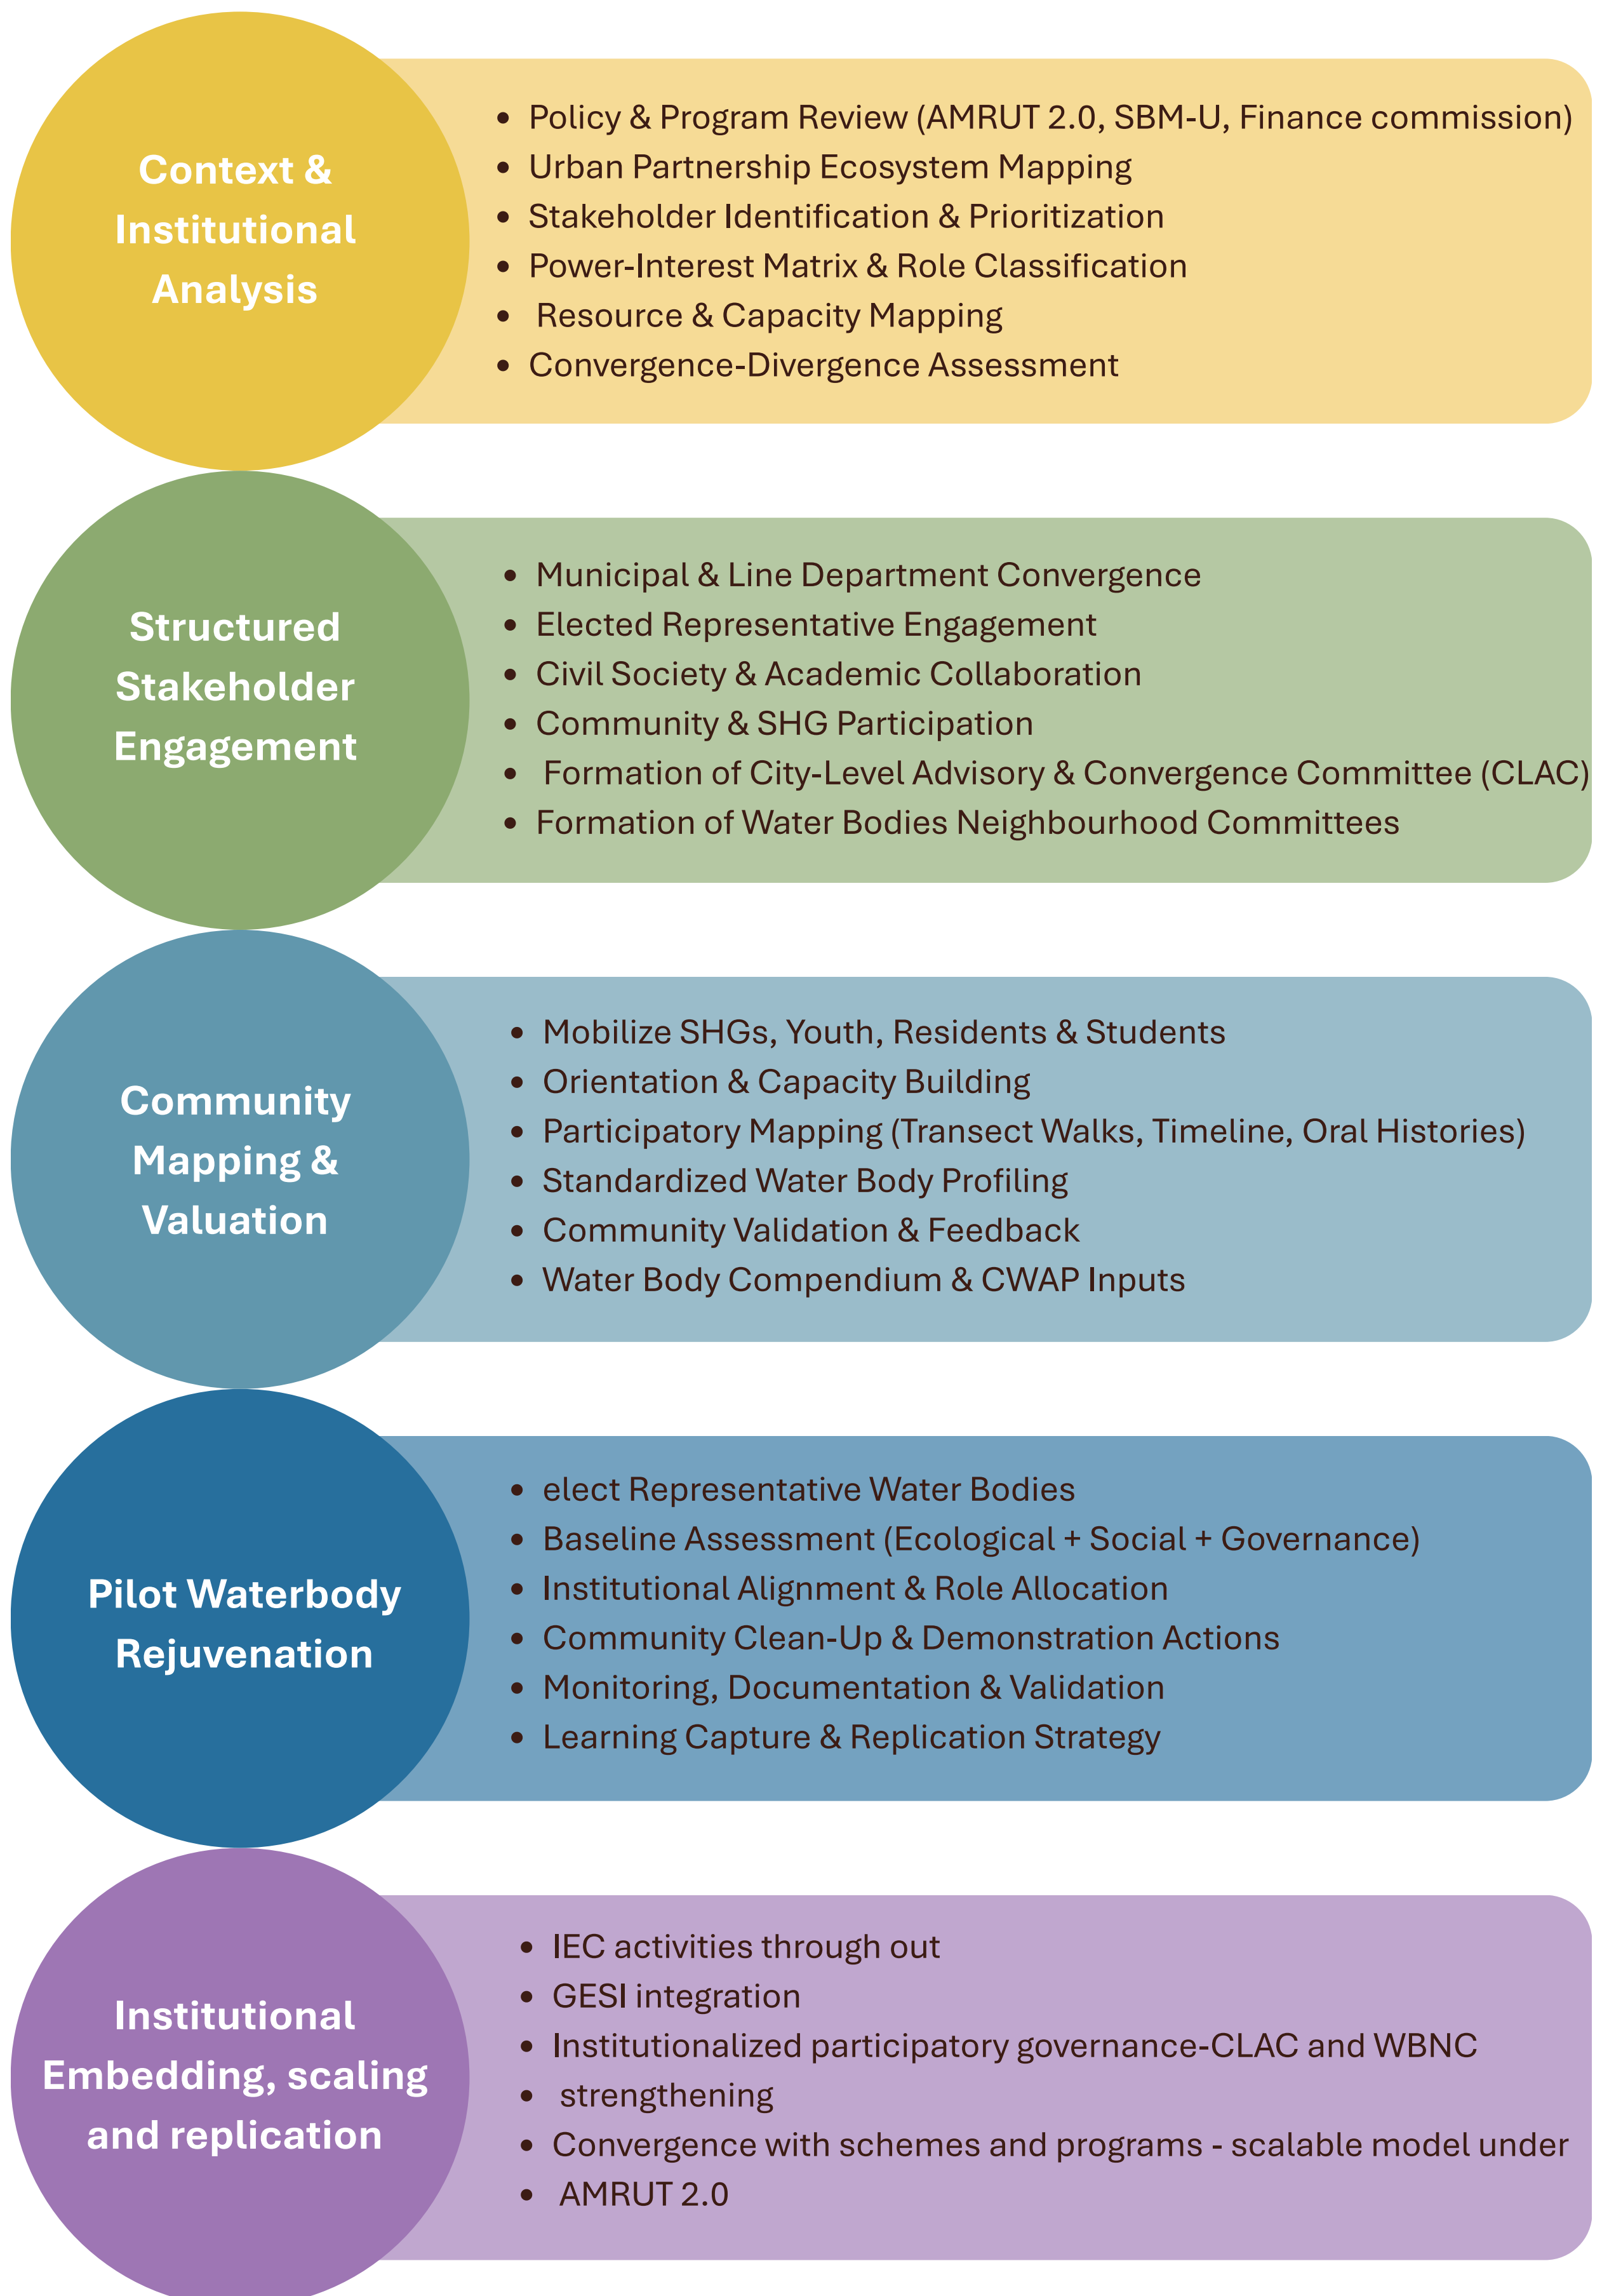 Context &
Institutional
Analysis
• Policy & Program Review (AMRUT 2.0, SBM-U, Finance commission)
• Urban Partnership Ecosystem Mapping
• Stakeholder Identification & Prioritization
• Power-Interest Matrix & Role Classification
• Resource & Capacity Mapping
• Convergence-Divergence Assessment
Structured
Stakeholder
Engagement
• Municipal & Line Department Convergence
• Elected Representative Engagement
• Civil Society & Academic Collaboration
• Community & SHG Participation
• Formation of City-Level Advisory & Convergence Committee (CLAC)
• Formation of Water Bodies Neighbourhood Committees
Community
Mapping &
Valuation
• Mobilize SHGs, Youth, Residents & Students
• Orientation & Capacity Building
• Participatory Mapping (Transect Walks, Timeline, Oral Histories)
• Standardized Water Body Profiling
• Community Validation & Feedback
• Water Body Compendium & CWAP Inputs
Pilot Waterbody
Rejuvenation
• elect Representative Water Bodies
• Baseline Assessment (Ecological + Social + Governance)
• Institutional Alignment & Role Allocation
• Community Clean-Up & Demonstration Actions
• Monitoring, Documentation & Validation
• Learning Capture & Replication Strategy
Institutional
Embedding, scaling
and replication
• IEC activities through out
• GESI integration
• Institutionalized participatory governance-CLAC and WBNC
• strengthening
• Convergence with schemes and programs - scalable model under
• AMRUT 2.0